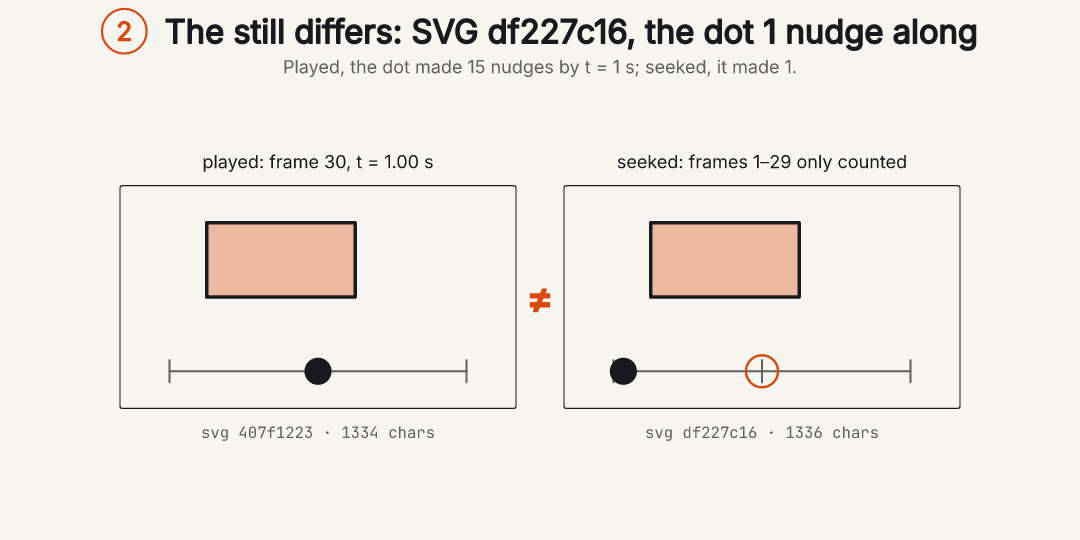 2 The still differs: SVG df227c16, the dot 1 nudge along
Played, the dot made 15 nudges by t = 1 s; seeked, it made 1.
played: frame 30, t = 1.00 s
seeked: frames 1–29 only counted
≠
svg 407f1223 · 1334 chars
svg df227c16 · 1336 chars